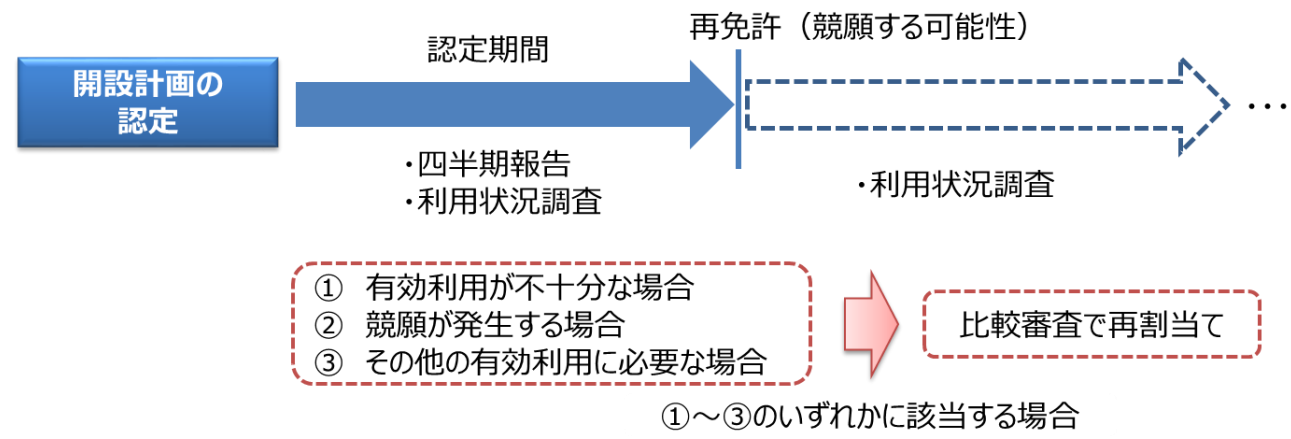 再免許（競願する可能性）
認定期間
開設計画の
認定
…
・四半期報告
・利用状況調査
・利用状況調査
① 有効利用が不十分な場合
② 競願が発生する場合
③ その他の有効利用に必要な場合
比較審査で再割当て
①～③のいずれかに該当する場合